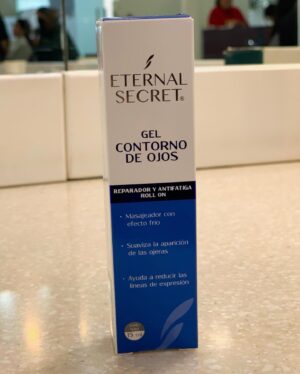 ETERNAL
SECRET®
GEL
CONTORNO
DE OJOS
REPARADOR Y ANTIFATIGA
ROLL ON
• Masajeador con
efecto frío
• Suaviza la aparición
de las ojeras
• Ayuda a reducir las
líneas de expresión